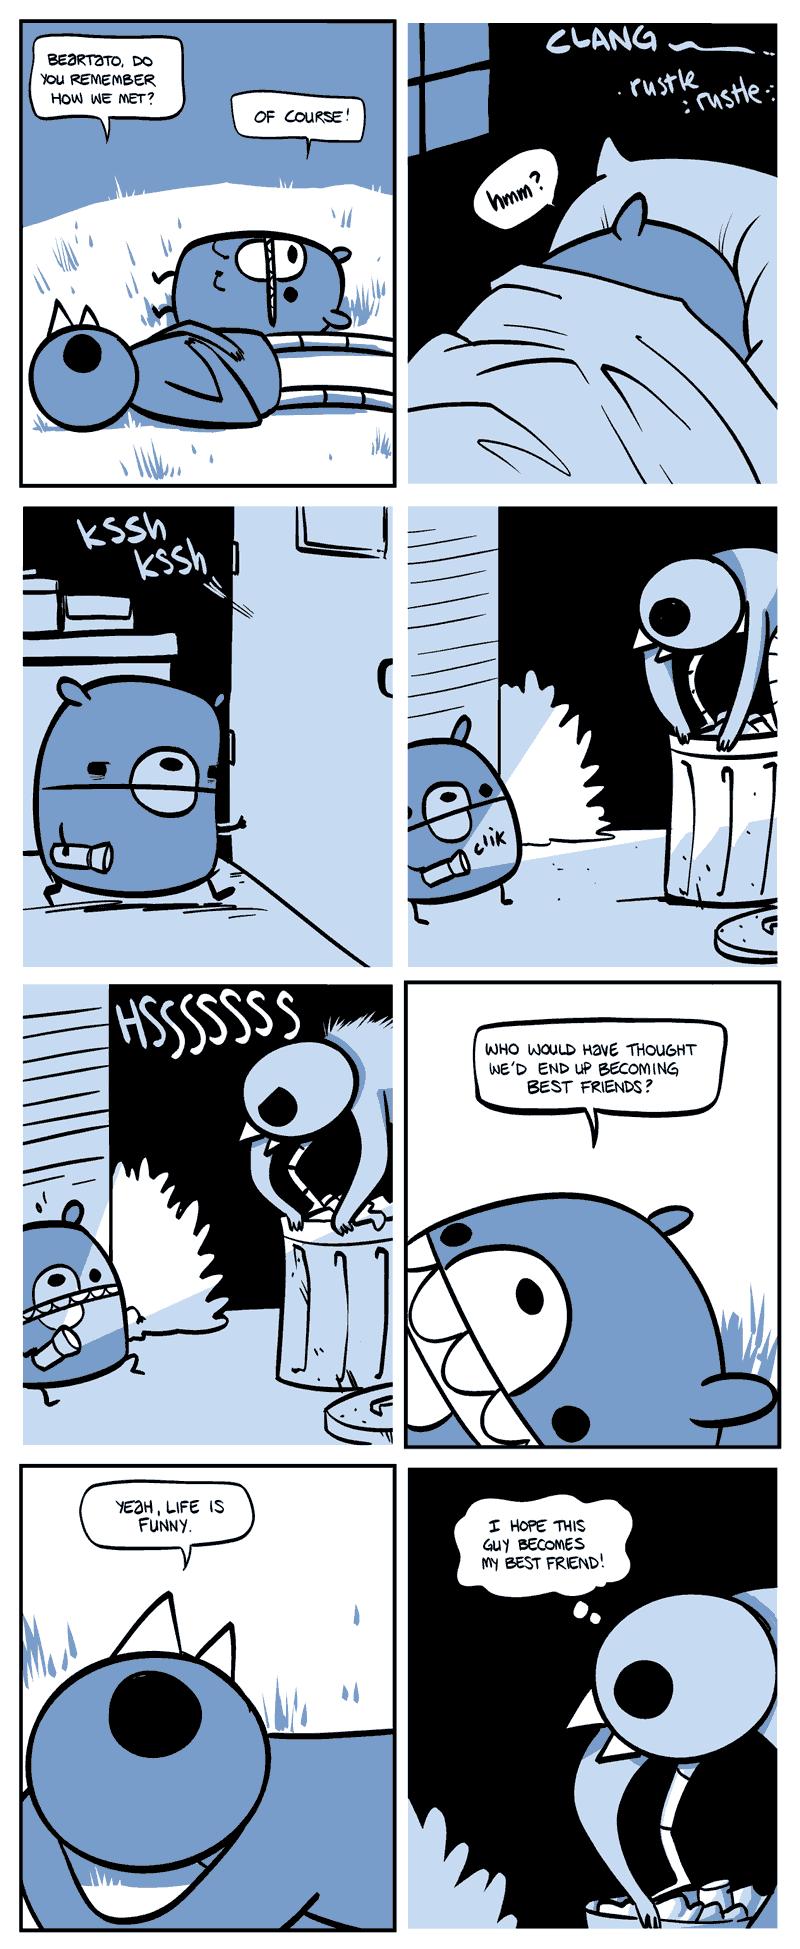 BEARTATO, DO
YOU REMEMBER
HOW WE MET?
OF COURSE!
CLANG
rustle
rustle
hmm?
kssh
kssh
clik
HSSSSSSS
WHO WOULD HAVE THOUGHT
WE'D END UP BECOMING
BEST FRIENDS?
YEAH, LIFE IS
FUNNY.
I HOPE THIS
GUY BECOMES
MY BEST FRIEND!